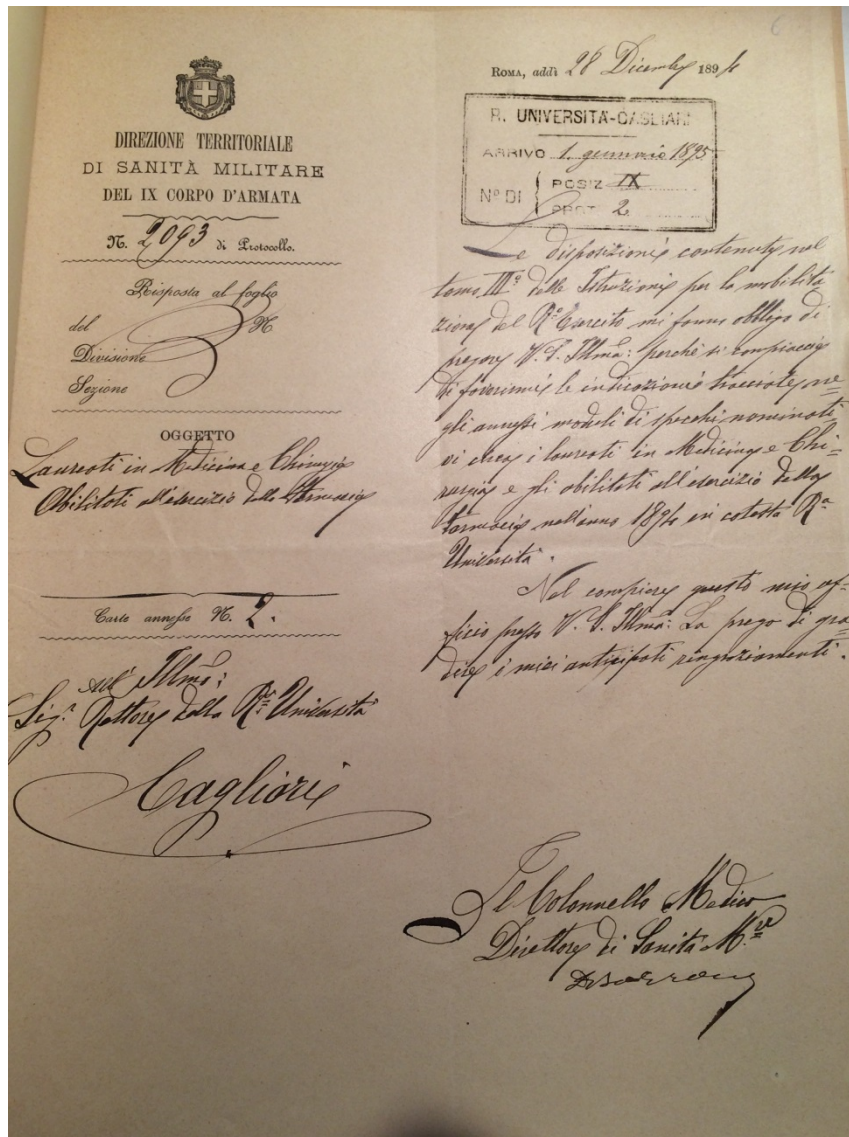 6
DIREZIONE TERRITORIALE
DI SANITÀ MILITARE
DEL IX CORPO D'ARMATA
N. 2093 di Protocollo.
Risposta al foglio
del N.
Divisione
Sezione
OGGETTO
Laureati in Medicina e Chirurgia
Abilitati all'esercizio della Farmacia
Carte annesse N. 2.
All' Illmo:
Sig.r Rettore della Ra Università
Cagliari
ROMA, addì 28 Dicembre 1894
R. UNIVERSITÀ-CAGLIARI
ARRIVO 1. gennaio 1895
N° DI
POSIZ IX
PROT 2
Le disposizioni contenute nel
tomo III° delle Istruzioni per la mobilita-
zione del R° Esercito mi fanno obbligo di
pregare V. S. Illma: perchè si compiaccia
di favorirmi le indicazioni tracciate ne-
gli annessi modelli di specchi nominati-
vi circa i laureati in Medicina e Chi-
rurgia e gli abilitati all'esercizio della
Farmacia nell'anno 1894 in cotesta Ra
Università.
Nel compiere questo mio uf-
ficio presso V. S. Illma: La prego di gra-
dire i miei anticipati ringraziamenti.
Il Colonnello Medico
Direttore di Sanità M.re